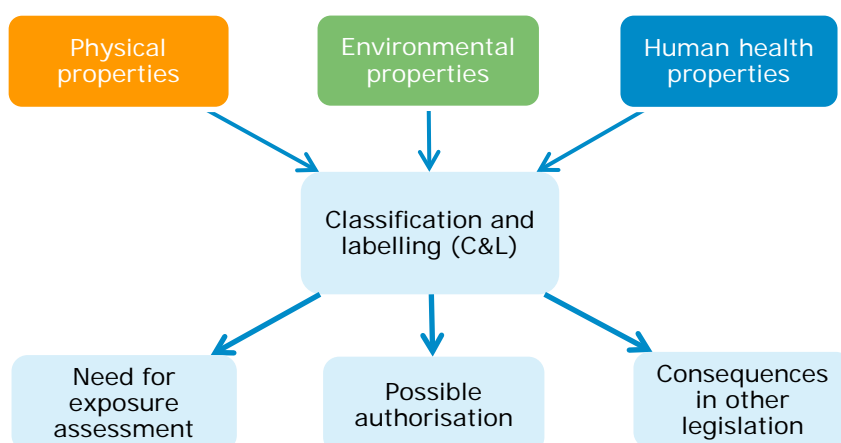 Physical
properties
Environmental
properties
Human health
properties
Classification and
labelling (C&L)
Need for
exposure
assessment
Possible
authorisation
Consequences
in other
legislation